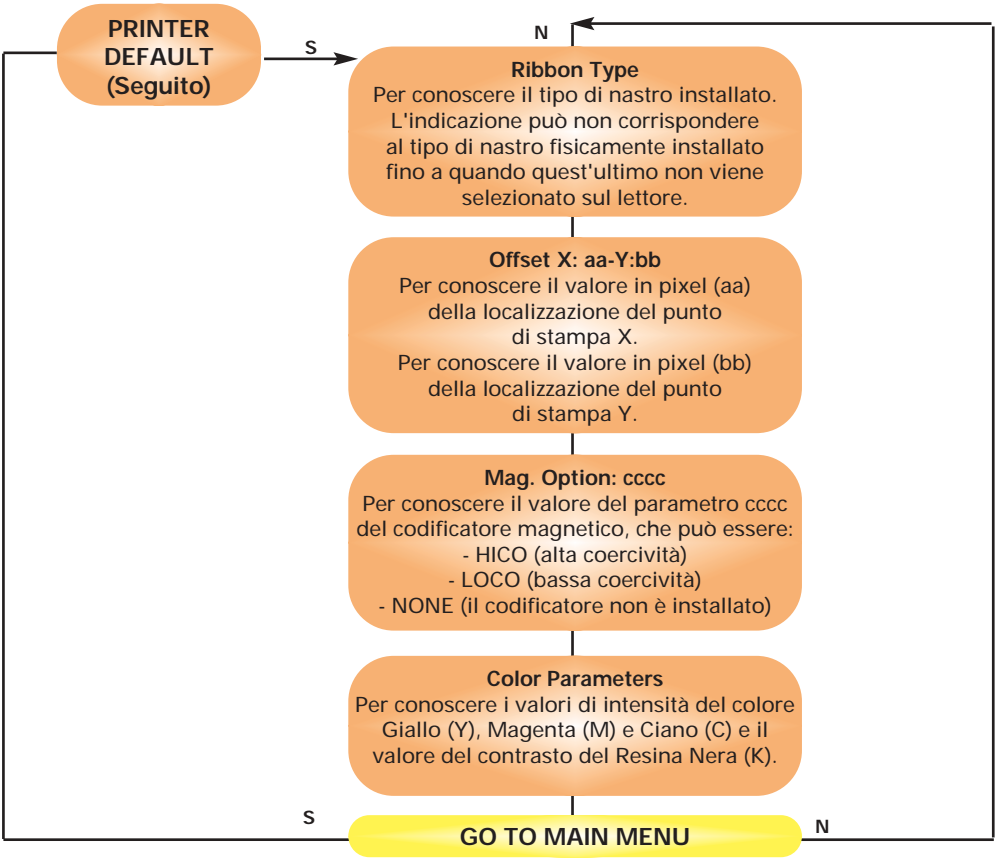 PRINTER
DEFAULT
(Seguito)
S
N
Ribbon Type
Per conoscere il tipo di nastro installato.
L'indicazione può non corrispondere
al tipo di nastro fisicamente installato
fino a quando quest'ultimo non viene
selezionato sul lettore.
Offset X: aa-Y:bb
Per conoscere il valore in pixel (aa)
della localizzazione del punto
di stampa X.
Per conoscere il valore in pixel (bb)
della localizzazione del punto
di stampa Y.
Mag. Option: cccc
Per conoscere il valore del parametro cccc
del codificatore magnetico, che può essere:
- HICO (alta coercività)
- LOCO (bassa coercività)
- NONE (il codificatore non è installato)
Color Parameters
Per conoscere i valori di intensità del colore
Giallo (Y), Magenta (M) e Ciano (C) e il
valore del contrasto del Resina Nera (K).
S
GO TO MAIN MENU
N